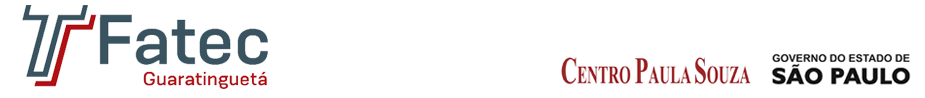 Fatec
Guaratinguetá
CENTRO PAULA SOUZA
GOVERNO DO ESTADO DE
SÃO PAULO